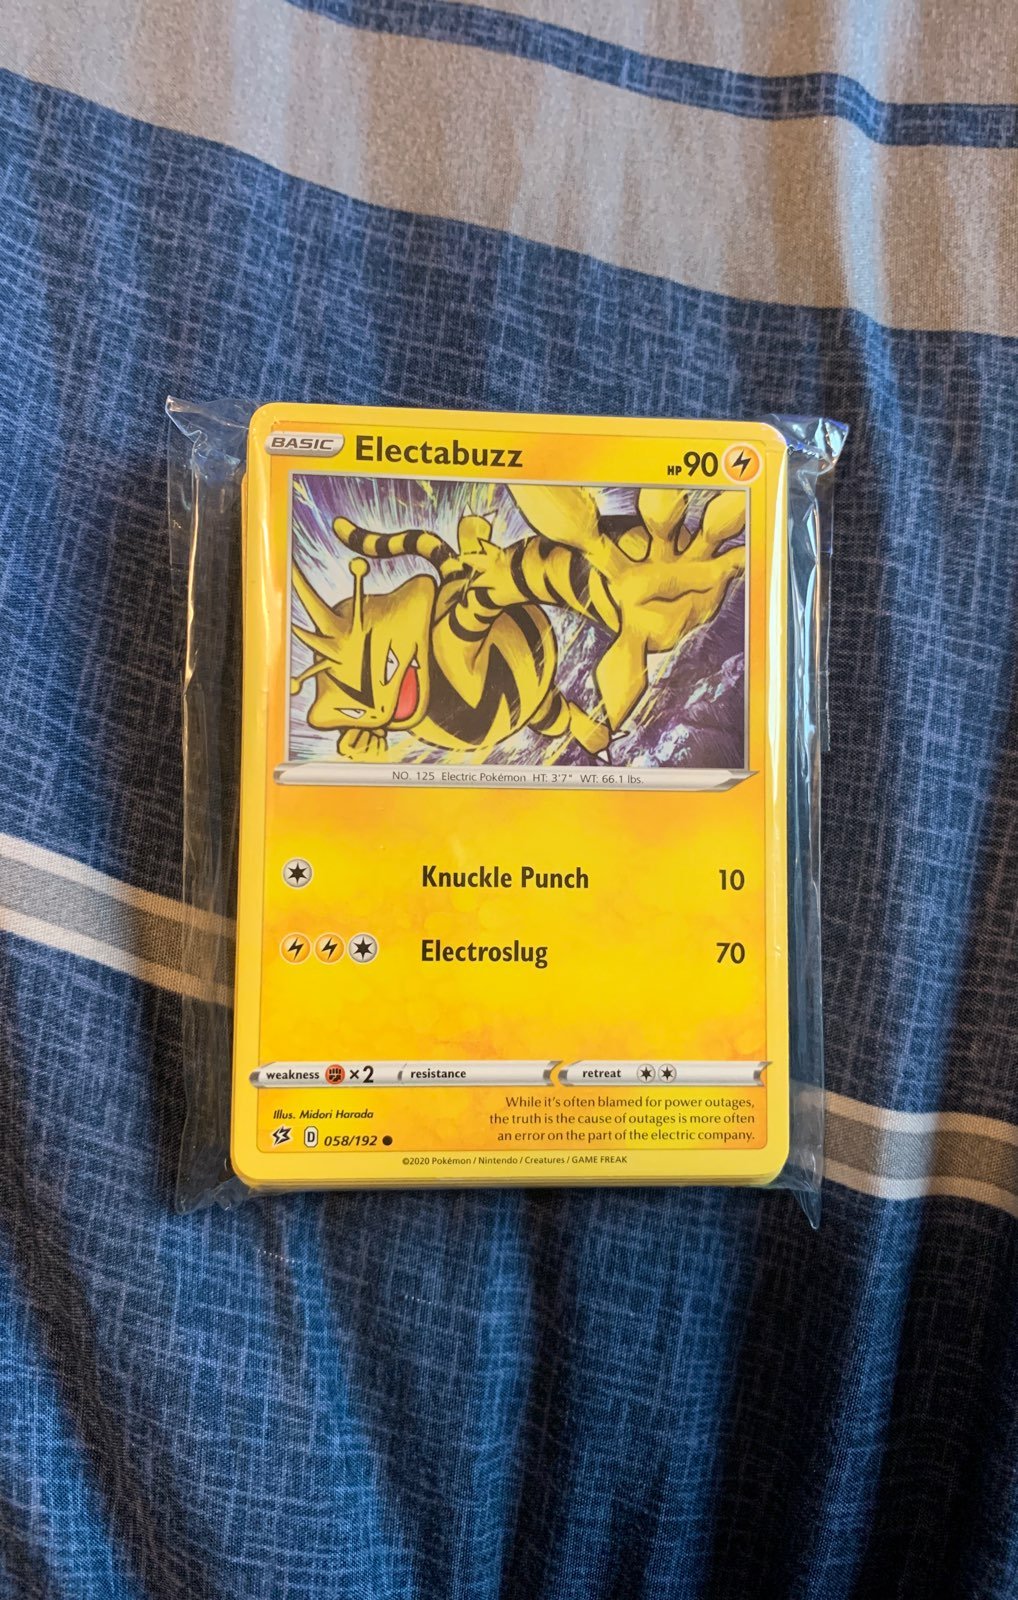 BASIC Electabuzz HP 90
NO. 125 Electric Pokémon HT: 3'7" WT: 66.1 lbs.
Knuckle Punch 10
Electroslug 70
weakness ×2 resistance retreat
While it's often blamed for power outages,
the truth is the cause of outages is more often
an error on the part of the electric company.
Illus. Midori Harada
D 058/192
©2020 Pokémon / Nintendo / Creatures / GAME FREAK